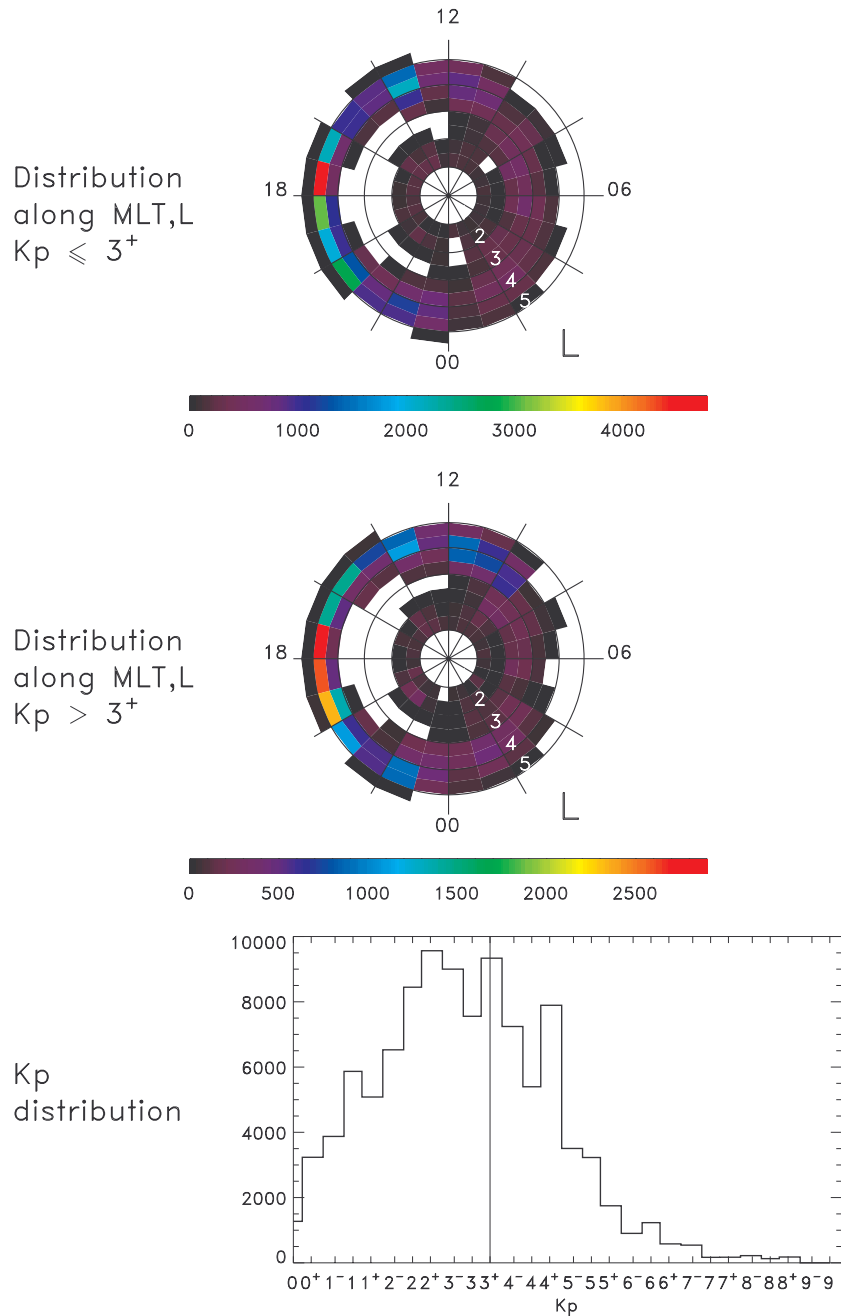 12
Distribution
along MLT,L
Kp ⩽ 3⁺
18
06
2
3
4
5
00
L
0 1000 2000 3000 4000
12
Distribution
along MLT,L
Kp > 3⁺
18
06
2
3
4
5
00
L
0 500 1000 1500 2000 2500
Kp
distribution
10000
8000
6000
4000
2000
0
0 0⁺ 1⁻ 1 1⁺ 2⁻ 2 2⁺ 3⁻ 3 3⁺ 4⁻ 4 4⁺ 5⁻ 5 5⁺ 6⁻ 6 6⁺ 7⁻ 7 7⁺ 8⁻ 8 8⁺ 9⁻ 9
Kp